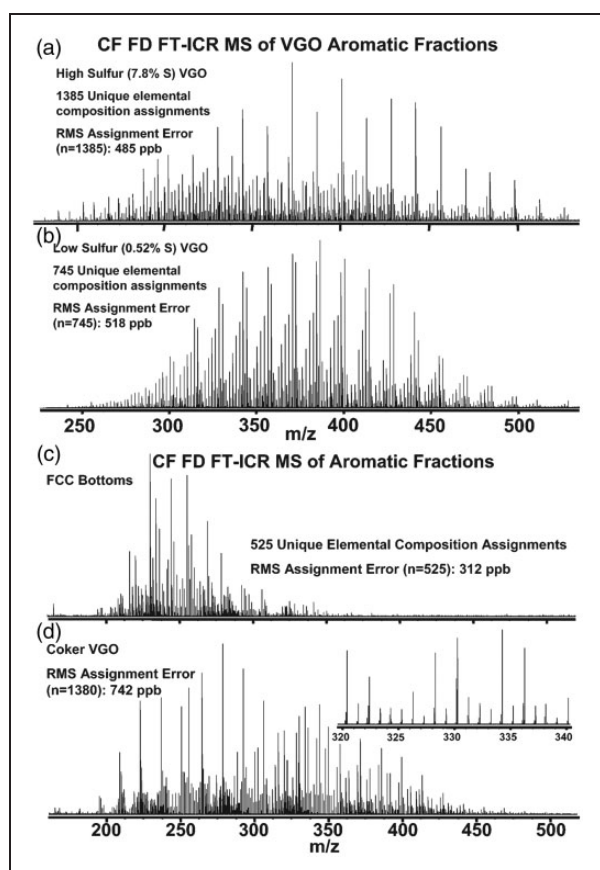 (a)
CF FD FT-ICR MS of VGO Aromatic Fractions
High Sulfur (7.8% S) VGO
1385 Unique elemental
composition assignments
RMS Assignment Error
(n=1385): 485 ppb
(b)
Low Sulfur (0.52% S) VGO
745 Unique elemental
composition assignments
RMS Assignment Error
(n=745): 518 ppb
250 300 350 400 450 500
m/z
(c)
CF FD FT-ICR MS of Aromatic Fractions
FCC Bottoms
525 Unique Elemental Composition Assignments
RMS Assignment Error (n=525): 312 ppb
(d)
Coker VGO
RMS Assignment Error
(n=1380): 742 ppb
320 325 330 335 340
200 250 300 350 400 450 500
m/z